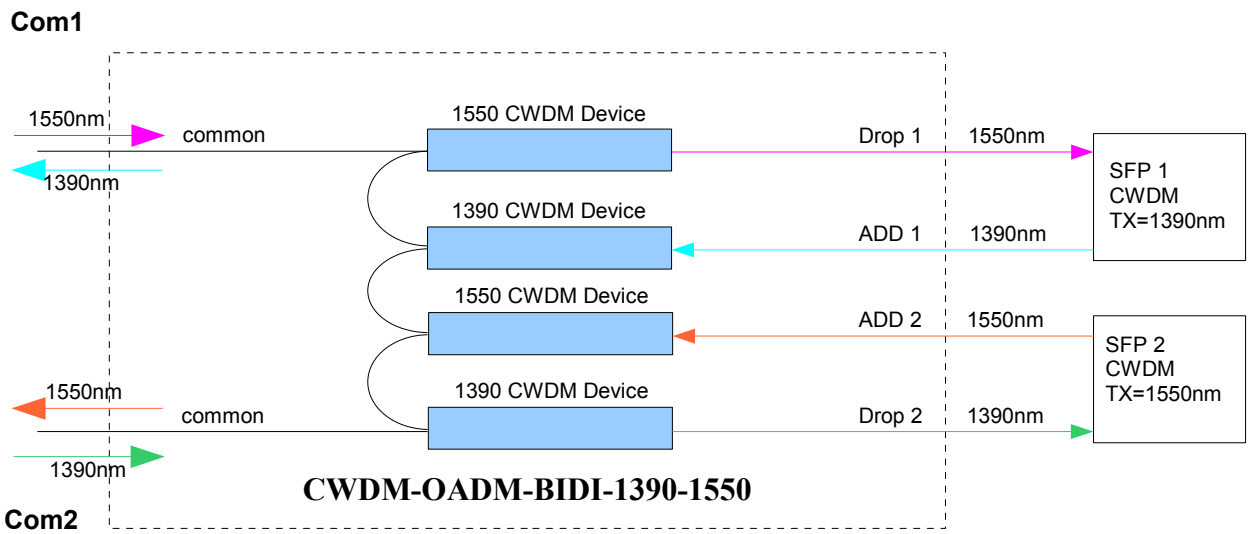 Com1
1550nm
common
1390nm
1550 CWDM Device
Drop 1
1550nm
SFP 1
CWDM
TX=1390nm
1390 CWDM Device
ADD 1
1390nm
1550 CWDM Device
ADD 2
1550nm
SFP 2
CWDM
TX=1550nm
1550nm
common
1390nm
1390 CWDM Device
Drop 2
1390nm
CWDM-OADM-BIDI-1390-1550
Com2